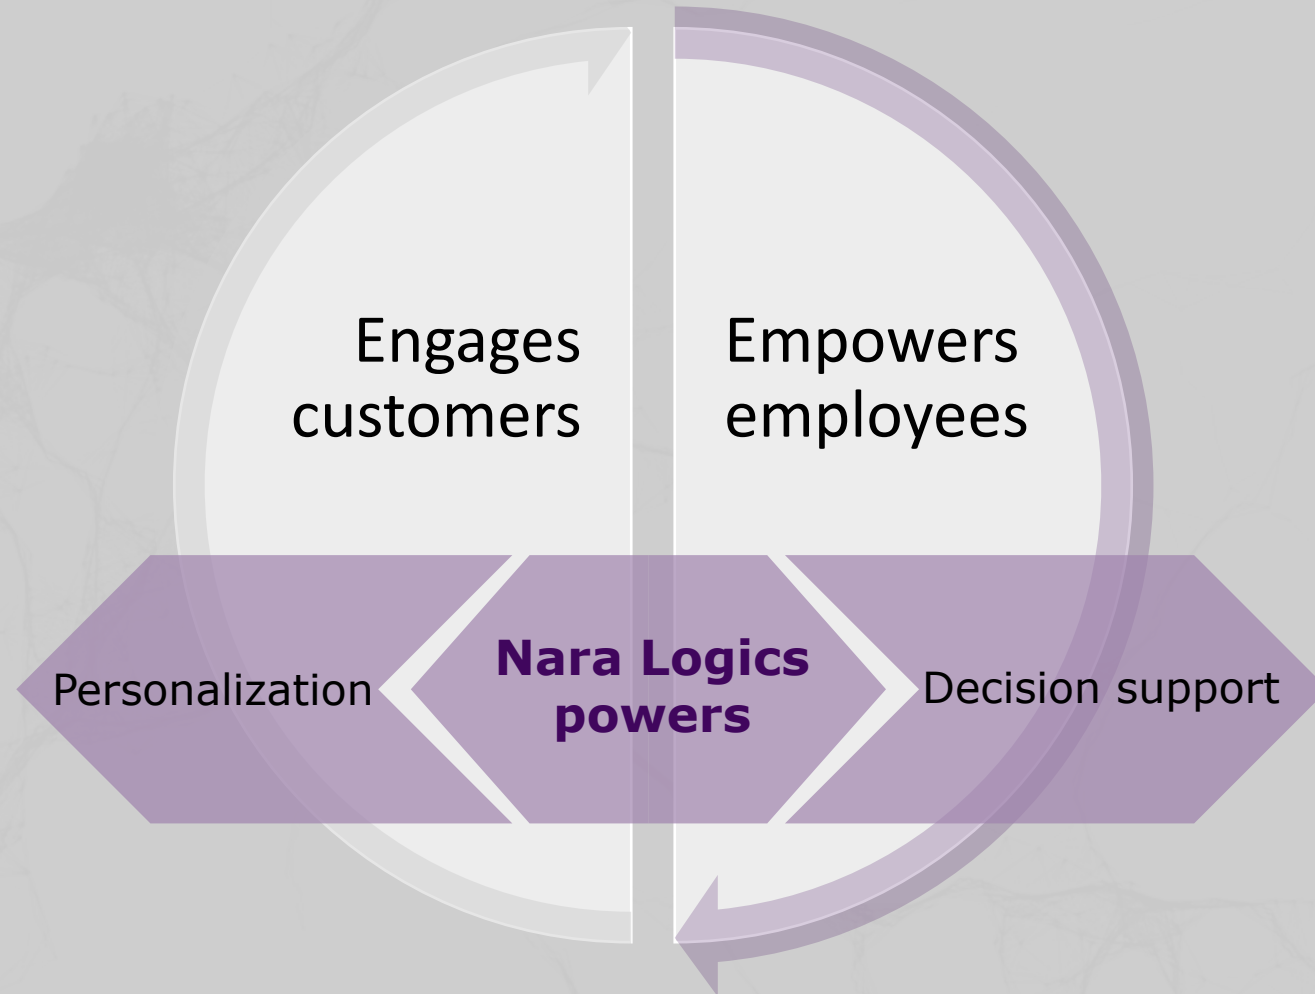 Engages
customers
Empowers
employees
Personalization
Nara Logics
powers
Decision support